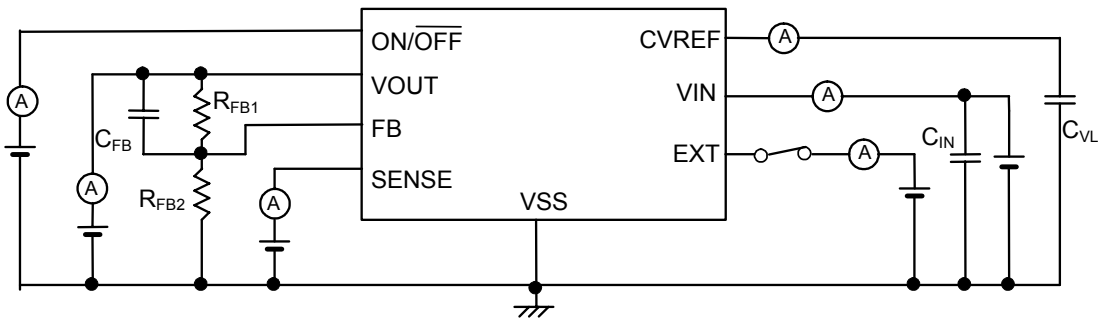 ON/OFF
VOUT
FB
SENSE
CVREF
VIN
EXT
VSS
A
A
A
A
A
A
CFB
RFB1
RFB2
CIN
CVL